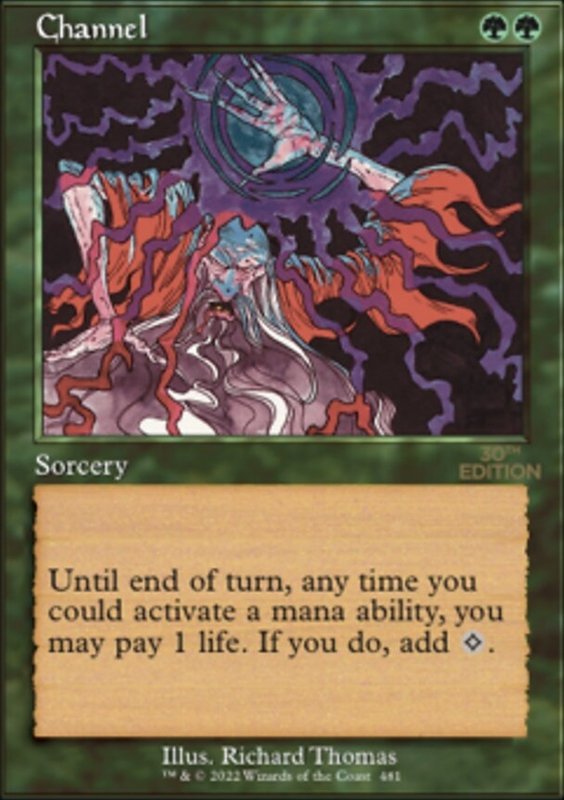 Channel
Sorcery
30TH
EDITION
Until end of turn, any time you
could activate a mana ability, you
may pay 1 life. If you do, add ◇.
Illus. Richard Thomas
™ & © 2022 Wizards of the Coast 481